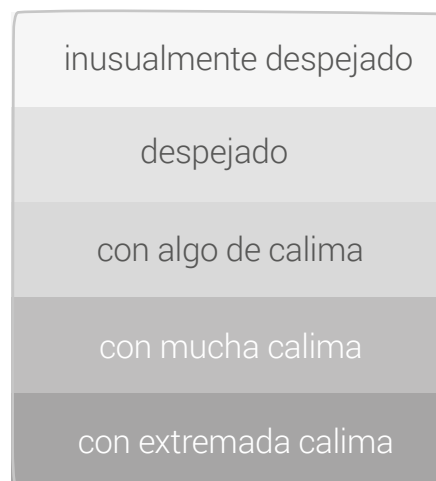 inusualmente despejado
despejado
con algo de calima
con mucha calima
con extremada calima